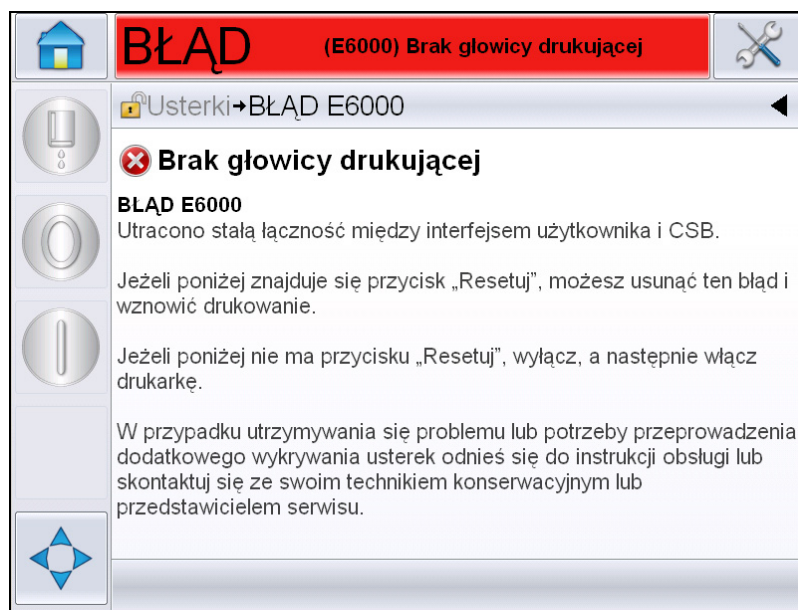 BŁĄD
(E6000) Brak glowicy drukującej
Usterki→BŁĄD E6000
Brak głowicy drukującej
BŁĄD E6000
Utracono stałą łączność między interfejsem użytkownika i CSB.
Jeżeli poniżej znajduje się przycisk „Resetuj”, możesz usunąć ten błąd i
wznowić drukowanie.
Jeżeli poniżej nie ma przycisku „Resetuj”, wyłącz, a następnie włącz
drukarkę.
W przypadku utrzymywania się problemu lub potrzeby przeprowadzenia
dodatkowego wykrywania usterek odnieś się do instrukcji obsługi lub
skontaktuj się ze swoim technikiem konserwacyjnym lub
przedstawicielem serwisu.